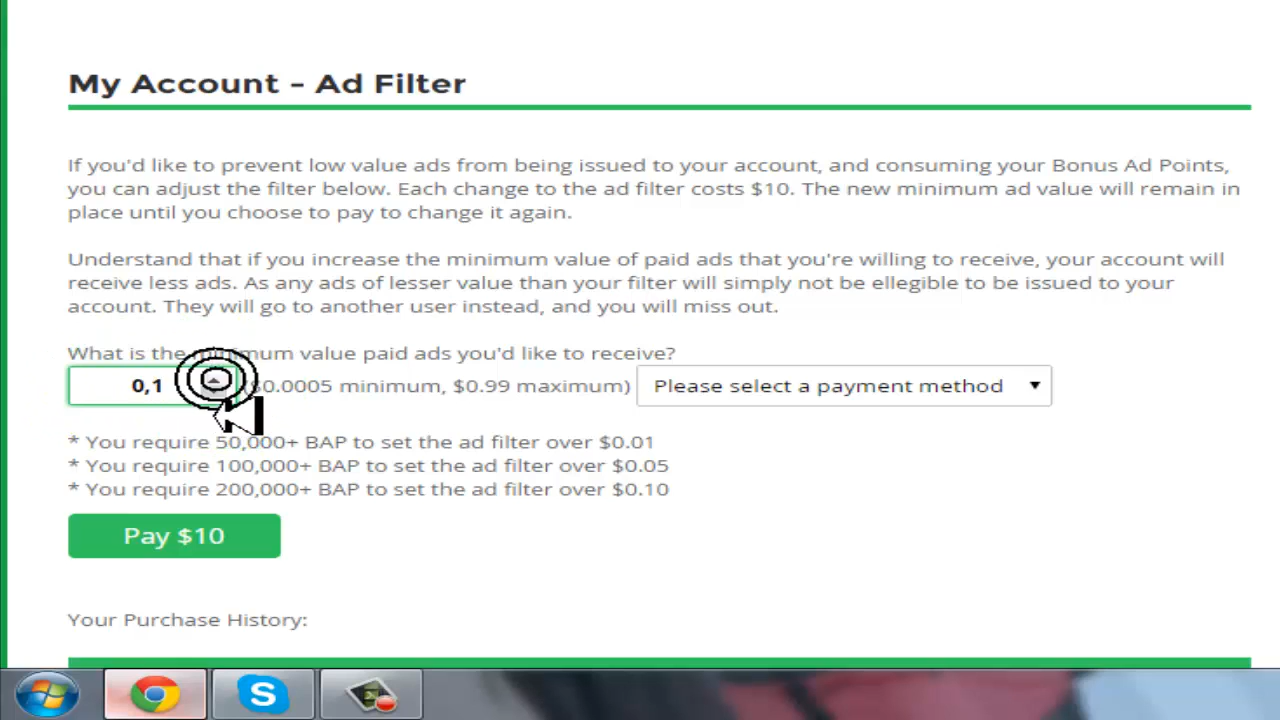 My Account - Ad Filter
If you'd like to prevent low value ads from being issued to your account, and consuming your Bonus Ad Points,
you can adjust the filter below. Each change to the ad filter costs $10. The new minimum ad value will remain in
place until you choose to pay to change it again.
Understand that if you increase the minimum value of paid ads that you're willing to receive, your account will
receive less ads. As any ads of lesser value than your filter will simply not be ellegible to be issued to your
account. They will go to another user instead, and you will miss out.
What is the minimum value paid ads you'd like to receive?
0,1 ($0.0005 minimum, $0.99 maximum) Please select a payment method
* You require 50,000+ BAP to set the ad filter over $0.01
* You require 100,000+ BAP to set the ad filter over $0.05
* You require 200,000+ BAP to set the ad filter over $0.10
Pay $10
Your Purchase History: